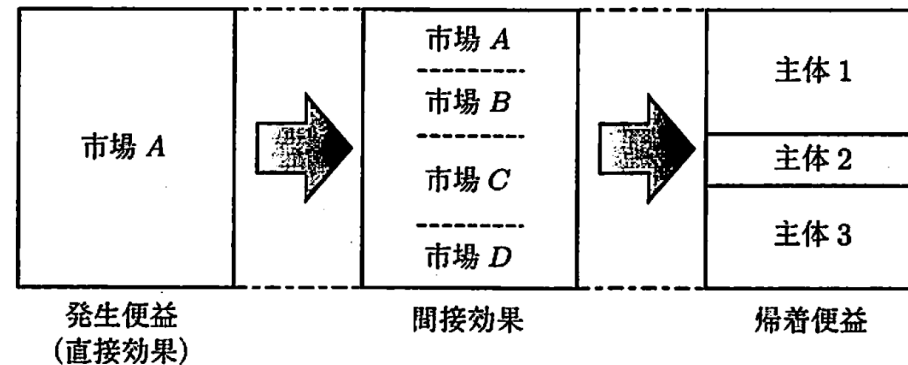 市場 A
市場 A
市場 B
市場 C
市場 D
主体 1
主体 2
主体 3
発生便益
(直接効果)
間接効果
帰着便益